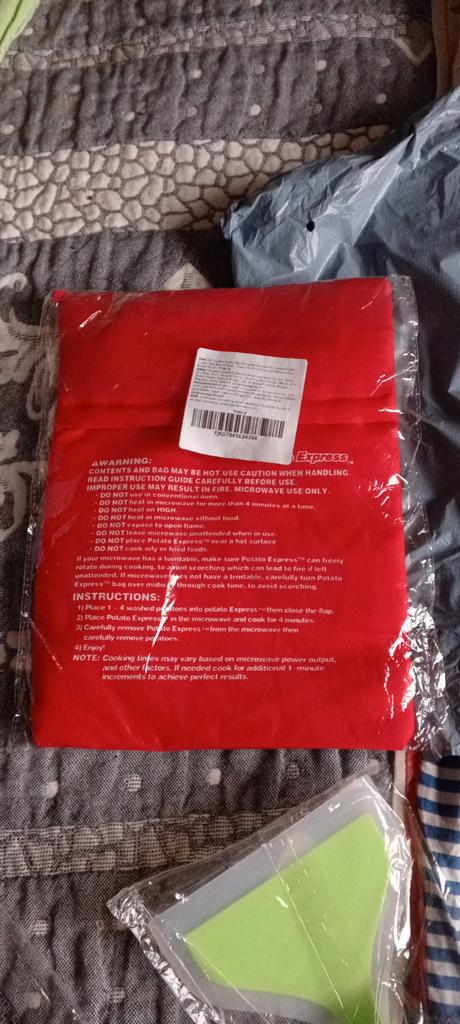 Express™
⚠WARNING:
CONTENTS AND BAG MAY BE HOT.USE CAUTION WHEN HANDLING.
READ INSTRUCTION GUIDE CAREFULLY BEFORE USE.
IMPROPER USE MAY RESULT IN FIRE. MICROWAVE USE ONLY.
· DO NOT use in conventional oven.
· DO NOT heat in microwave for more than 4 minutes at a time.
· DO NOT heat on HIGH.
· DO NOT heat in microwave without food.
· DO NOT expose to open flame.
· DO NOT leave microwave unattended when in use.
· DO NOT place Potato Express™ near a hot surface
· DO NOT cook oily or fried foods.
If your microwave has a turntable, make sure Potato Express™ can freely
rotate during cooking, to avoid scorching which can lead to fire if left
unattended. If microwave does not have a trntable, carefully turn Potato
Express™ bag over midway through cook time, to avoid scorching.
INSTRUCTIONS:
1) Place 1 - 4 washed potatoes into potato Express™ then close the flap.
2) Place Potato Express™ in the microwave and cook for 4 minutes.
3) Carefully remove Potato Express™ from the microwave then
carefully remove potatoes.
4) Enjoy!
NOTE: Cooking times may vary based on microwave power output,
and other factors. If needed cook for additional 1-minute
increments to achieve perfect results.